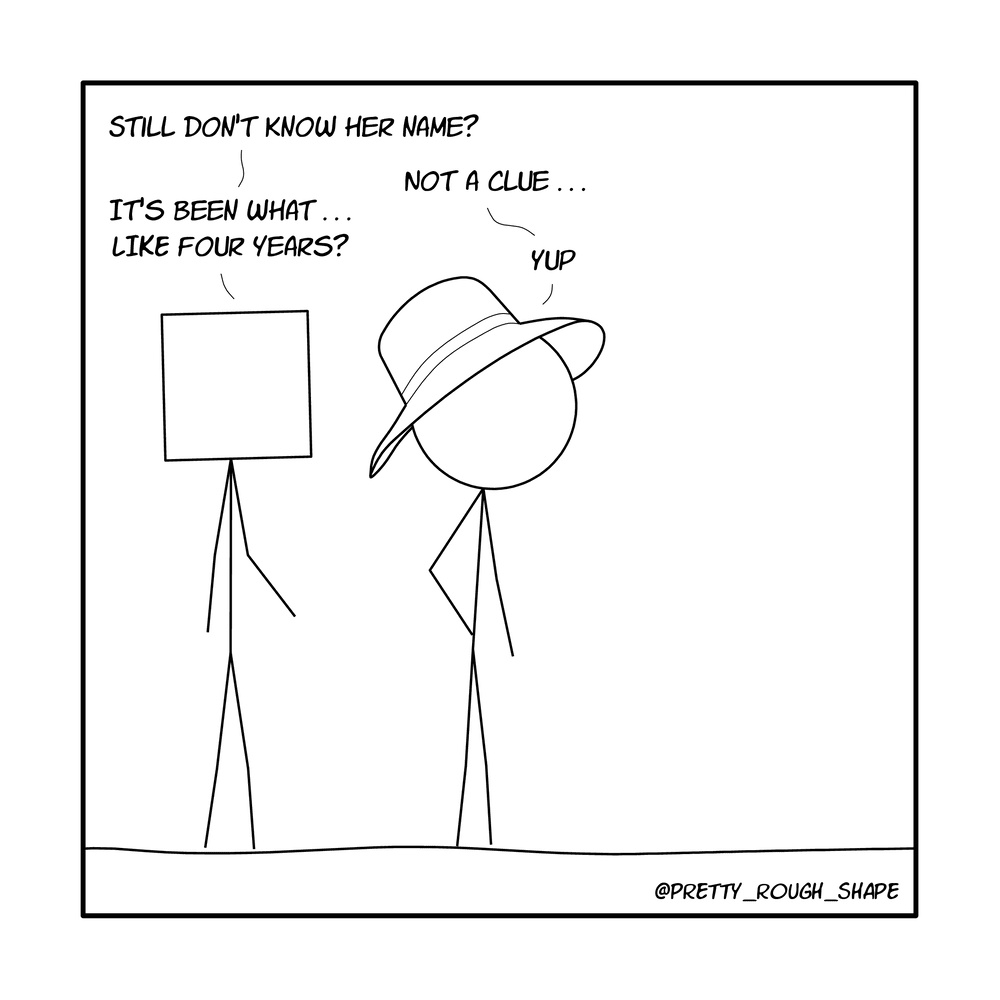 STILL DON'T KNOW HER NAME?
NOT A CLUE ...
IT'S BEEN WHAT ...
LIKE FOUR YEARS?
YUP
@PRETTY_ROUGH_SHAPE